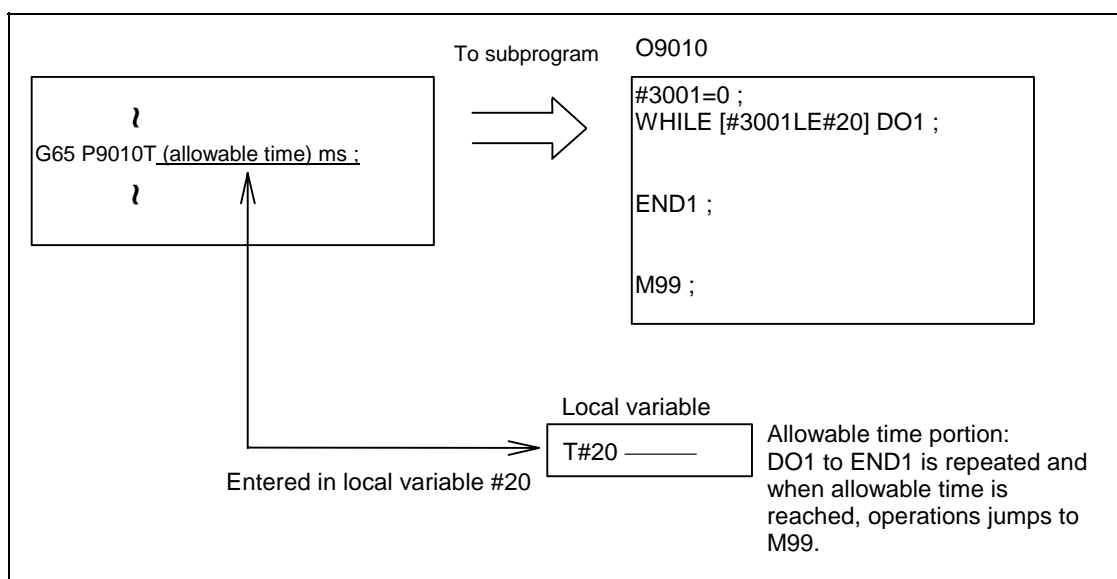 To subprogram
O9010
~
G65 P9010T (allowable time) ms ;
~
#3001=0 ;
WHILE [#3001LE#20] DO1 ;
END1 ;
M99 ;
Local variable
T#20
Entered in local variable #20
Allowable time portion:
DO1 to END1 is repeated and
when allowable time is
reached, operations jumps to
M99.